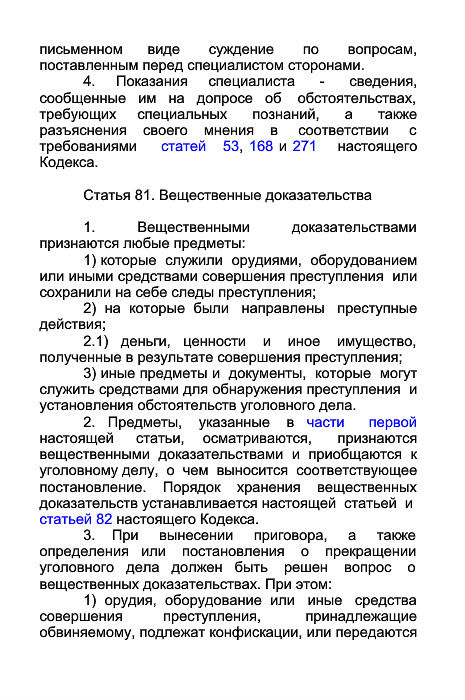 письменном виде суждение по вопросам,
поставленным перед специалистом сторонами.
4. Показания специалиста - сведения,
сообщенные им на допросе об обстоятельствах,
требующих специальных познаний, а также
разъяснения своего мнения в соответствии с
требованиями статей 53, 168 и 271 настоящего
Кодекса.
Статья 81. Вещественные доказательства
1. Вещественными доказательствами
признаются любые предметы:
1) которые служили орудиями, оборудованием
или иными средствами совершения преступления или
сохранили на себе следы преступления;
2) на которые были направлены преступные
действия;
2.1) деньги, ценности и иное имущество,
полученные в результате совершения преступления;
3) иные предметы и документы, которые могут
служить средствами для обнаружения преступления и
установления обстоятельств уголовного дела.
2. Предметы, указанные в части первой
настоящей статьи, осматриваются, признаются
вещественными доказательствами и приобщаются к
уголовному делу, о чем выносится соответствующее
постановление. Порядок хранения вещественных
доказательств устанавливается настоящей статьей и
статьей 82 настоящего Кодекса.
3. При вынесении приговора, а также
определения или постановления о прекращении
уголовного дела должен быть решен вопрос о
вещественных доказательствах. При этом:
1) орудия, оборудование или иные средства
совершения преступления, принадлежащие
обвиняемому, подлежат конфискации, или передаются